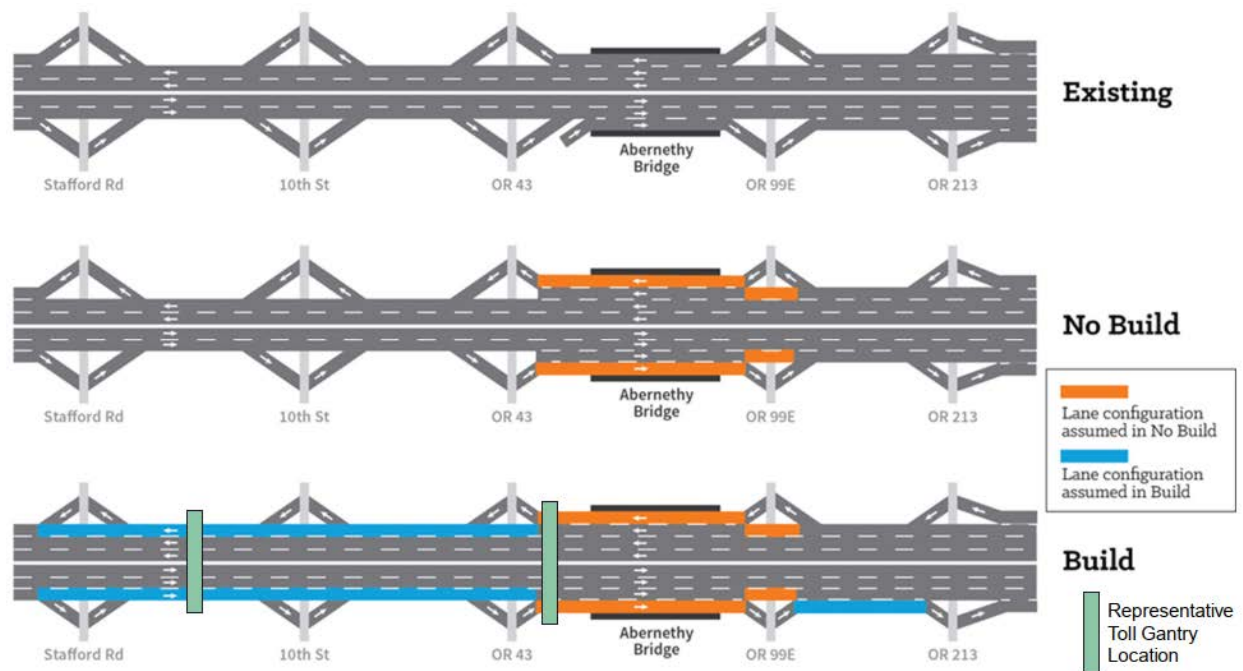 Existing
Abernethy
Bridge
Stafford Rd
10th St
OR 43
OR 99E
OR 213
No Build
Abernethy
Bridge
Stafford Rd
10th St
OR 43
OR 99E
OR 213
Lane configuration
assumed in No Build
Lane configuration
assumed in Build
Build
Representative
Toll Gantry
Location
Abernethy
Bridge
Stafford Rd
10th St
OR 43
OR 99E
OR 213